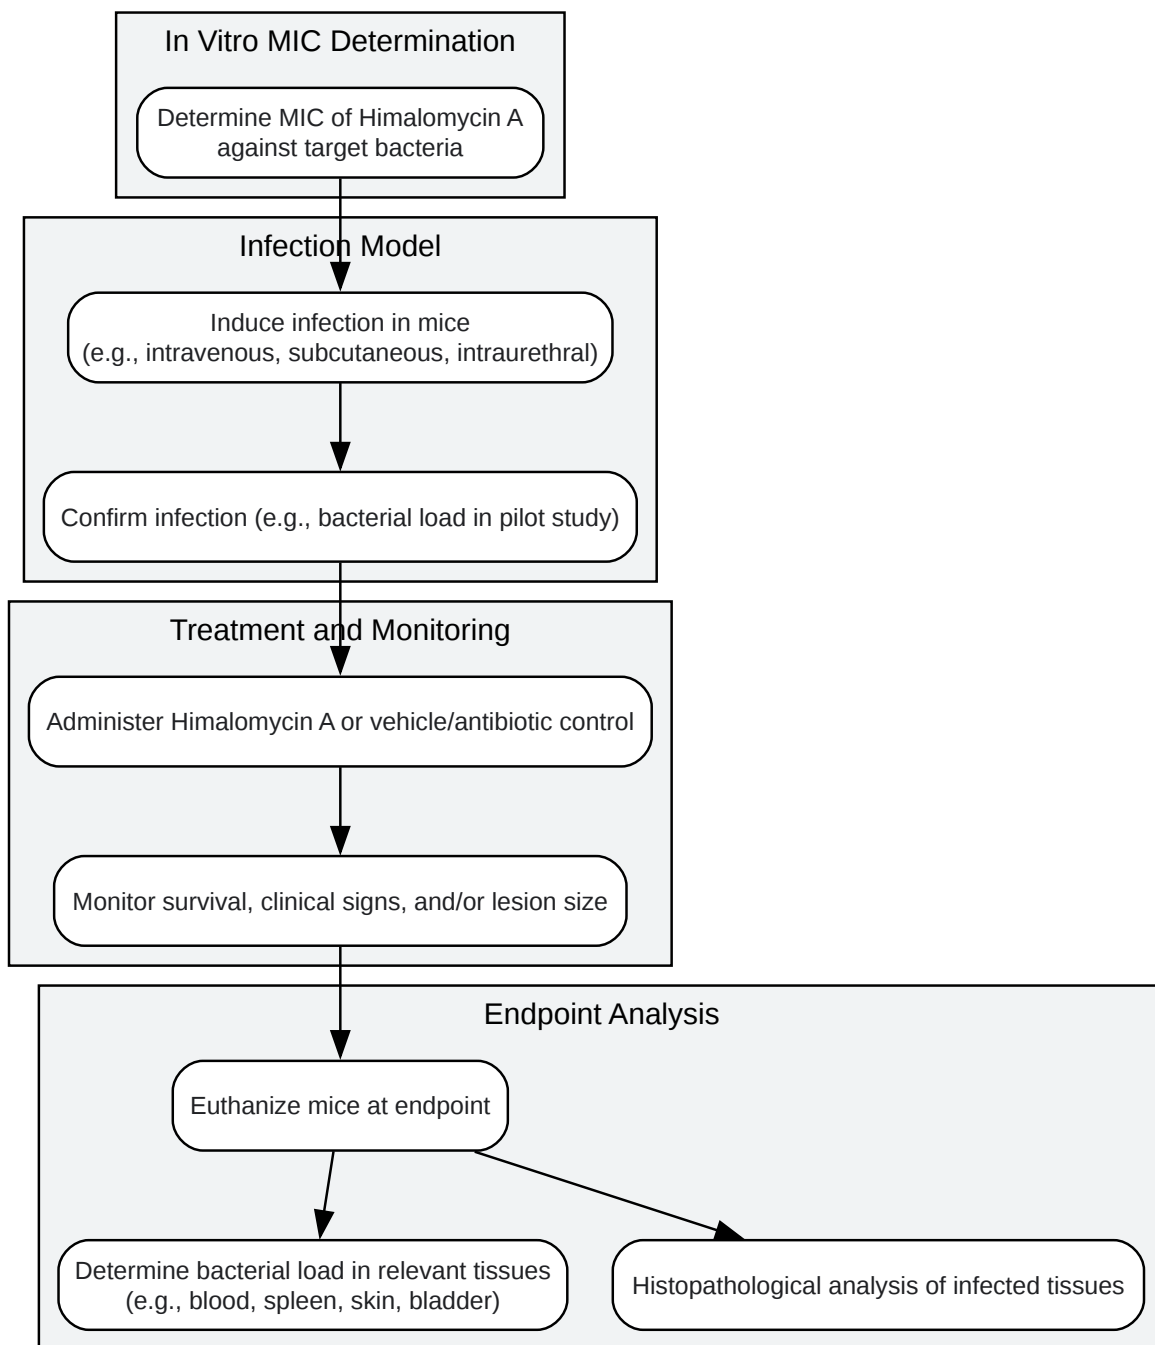 In Vitro MIC Determination
Determine MIC of Himalomycin A
against target bacteria
Infection Model
Induce infection in mice
(e.g., intravenous, subcutaneous, intraurethral)
Confirm infection (e.g., bacterial load in pilot study)
Treatment and Monitoring
Administer Himalomycin A or vehicle/antibiotic control
Monitor survival, clinical signs, and/or lesion size
Endpoint Analysis
Euthanize mice at endpoint
Determine bacterial load in relevant tissues
(e.g., blood, spleen, skin, bladder)
Histopathological analysis of infected tissues